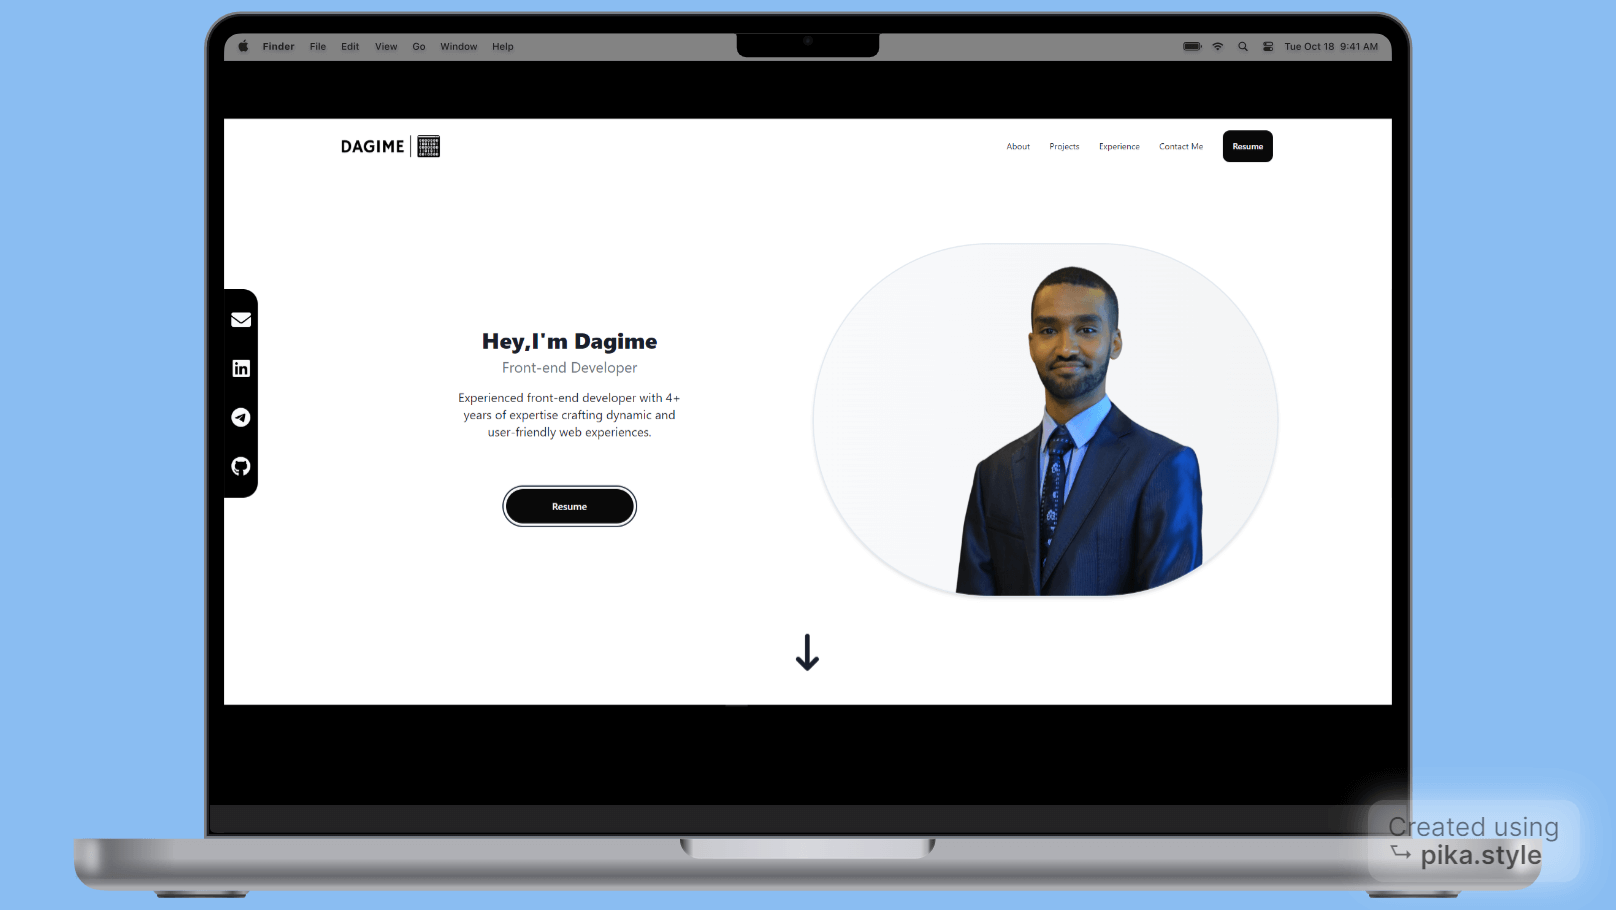 Finder File Edit View Go Window Help
Tue Oct 18 9:41 AM
DAGIME
About Projects Experience Contact Me Resume
Hey,I'm Dagime
Front-end Developer
Experienced front-end developer with 4+
years of expertise crafting dynamic and
user-friendly web experiences.
Resume
Created using
pika.style